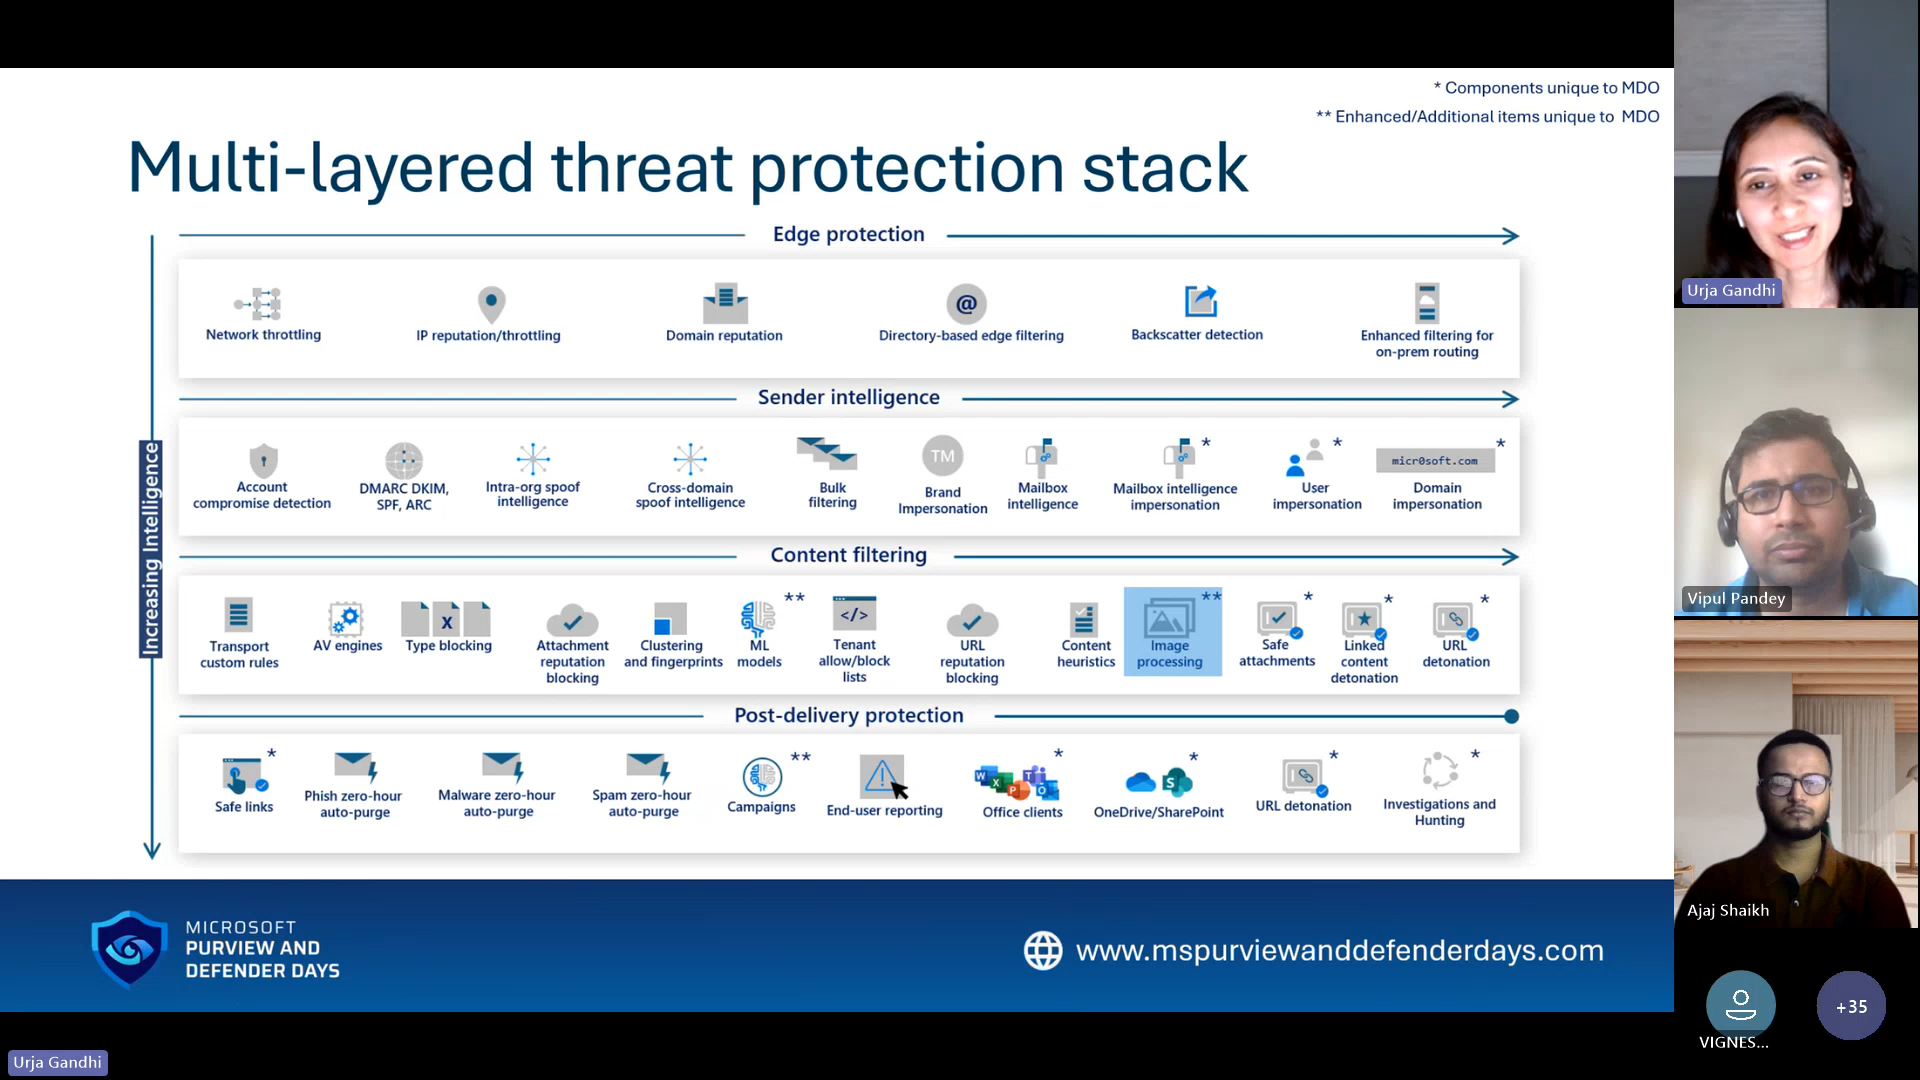 * Components unique to MDO
** Enhanced/Additional items unique to MDO
Multi-layered threat protection stack
Increasing Intelligence
Edge protection
Network throttling
IP reputation/throttling
Domain reputation
@
Directory-based edge filtering
Backscatter detection
Enhanced filtering for
on-prem routing
Sender intelligence
Account
compromise detection
DMARC DKIM,
SPF, ARC
Intra-org spoof
intelligence
Cross-domain
spoof intelligence
Bulk
filtering
TM
Brand
Impersonation
Mailbox
intelligence
*
Mailbox intelligence
impersonation
*
User
impersonation
*
micr0soft.com
Domain
impersonation
Content filtering
Transport
custom rules
AV engines
X
Type blocking
Attachment
reputation
blocking
Clustering
and fingerprints
**
ML
models
</>
Tenant
allow/block
lists
URL
reputation
blocking
Content
heuristics
**
Image
processing
*
Safe
attachments
*
Linked
content
detonation
*
URL
detonation
Post-delivery protection
*
Safe links
Phish zero-hour
auto-purge
Malware zero-hour
auto-purge
Spam zero-hour
auto-purge
**
Campaigns
End-user reporting
*
W X P T O
Office clients
*
S
OneDrive/SharePoint
*
URL detonation
*
Investigations and
Hunting
MICROSOFT
PURVIEW AND
DEFENDER DAYS
www.mspurviewanddefenderdays.com
Urja Gandhi
Urja Gandhi
Vipul Pandey
Ajaj Shaikh
VIGNES...
+35